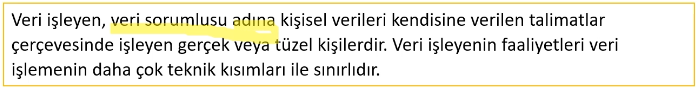 Veri işleyen, veri sorumlusu adına kişisel verileri kendisine verilen talimatlar
çerçevesinde işleyen gerçek veya tüzel kişilerdir. Veri işleyenin faaliyetleri veri
işlemenin daha çok teknik kısımları ile sınırlıdır.